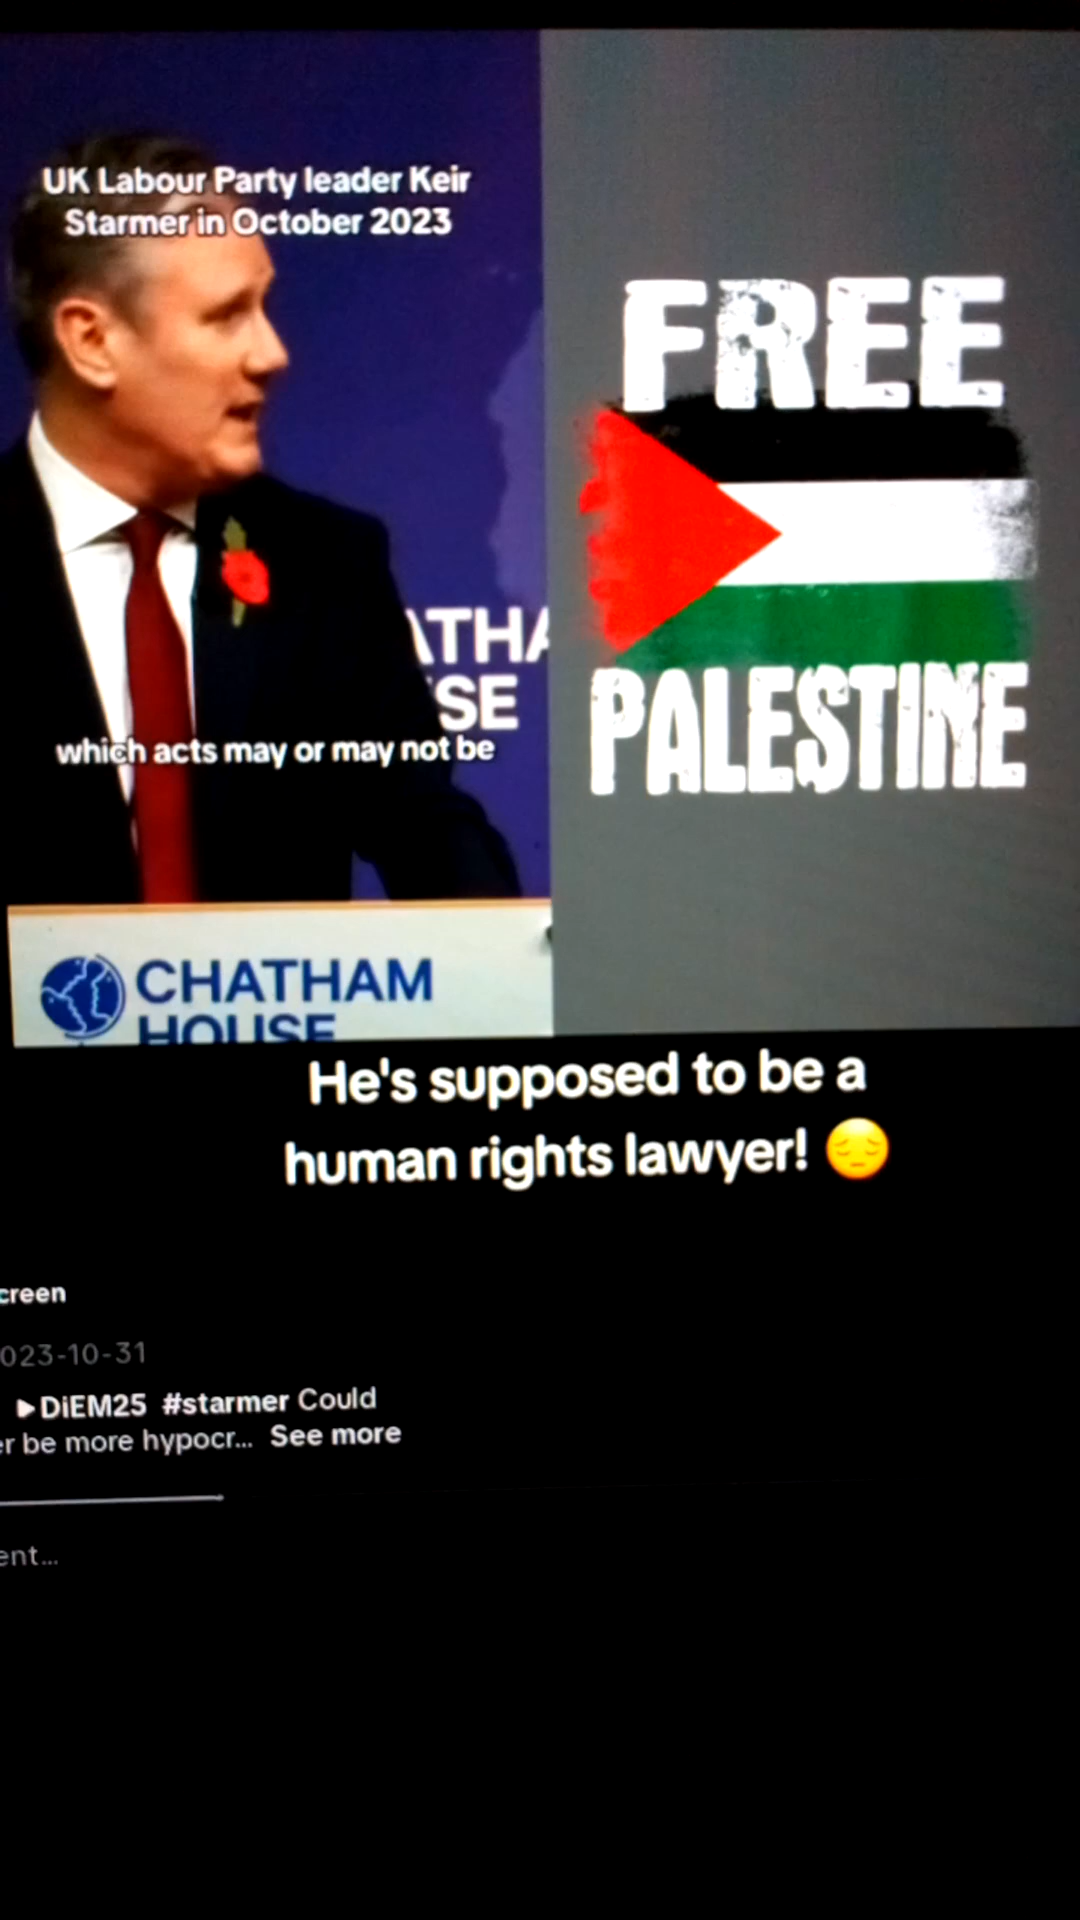 UK Labour Party leader Keir
Starmer in October 2023
FREE
PALESTINE
ATHA
SE
which acts may or may not be
CHATHAM
HOUSE
He's supposed to be a
human rights lawyer! 😔
creen
023-10-31
▶DiEM25 #starmer Could
er be more hypocr... See more
ent...